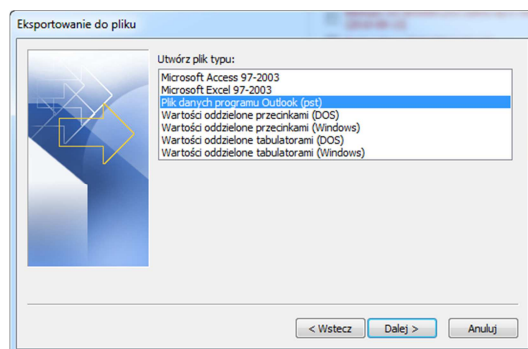 Eksportowanie do pliku
Utwórz plik typu:
Microsoft Access 97-2003
Microsoft Excel 97-2003
Plik danych programu Outlook (pst)
Wartości oddzielone przecinkami (DOS)
Wartości oddzielone przecinkami (Windows)
Wartości oddzielone tabulatorami (DOS)
Wartości oddzielone tabulatorami (Windows)
< Wstecz
Dalej >
Anuluj